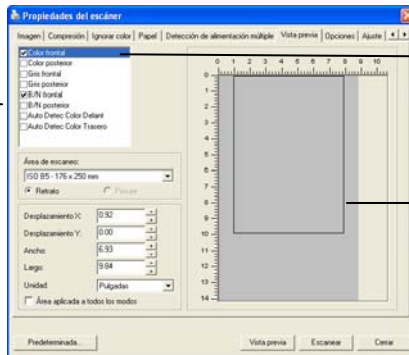 Propiedades del escáner
Imagen Compresión Ignorar color Papel Detección de alimentación múltiple Vista previa Opciones Ajuste
Color frontal
Color posterior
Gris frontal
Gris posterior
B/N frontal
B/N posterior
Auto Detec Color Delant
Auto Detec Color Trasero
Área de escaneo:
ISO B5 - 176 x 250 mm
Retrato Paisaje
Desplazamiento X: 0.92
Desplazamiento Y: 0.00
Ancho: 6.93
Largo: 9.84
Unidad: Pulgadas
Área aplicada a todos los modos
0 1 2 3 4 5 6 7 8 9 10
0
1
2
3
4
5
6
7
8
9
10
11
12
13
14
Predeterminada... Vista previa Escanear Cerrar